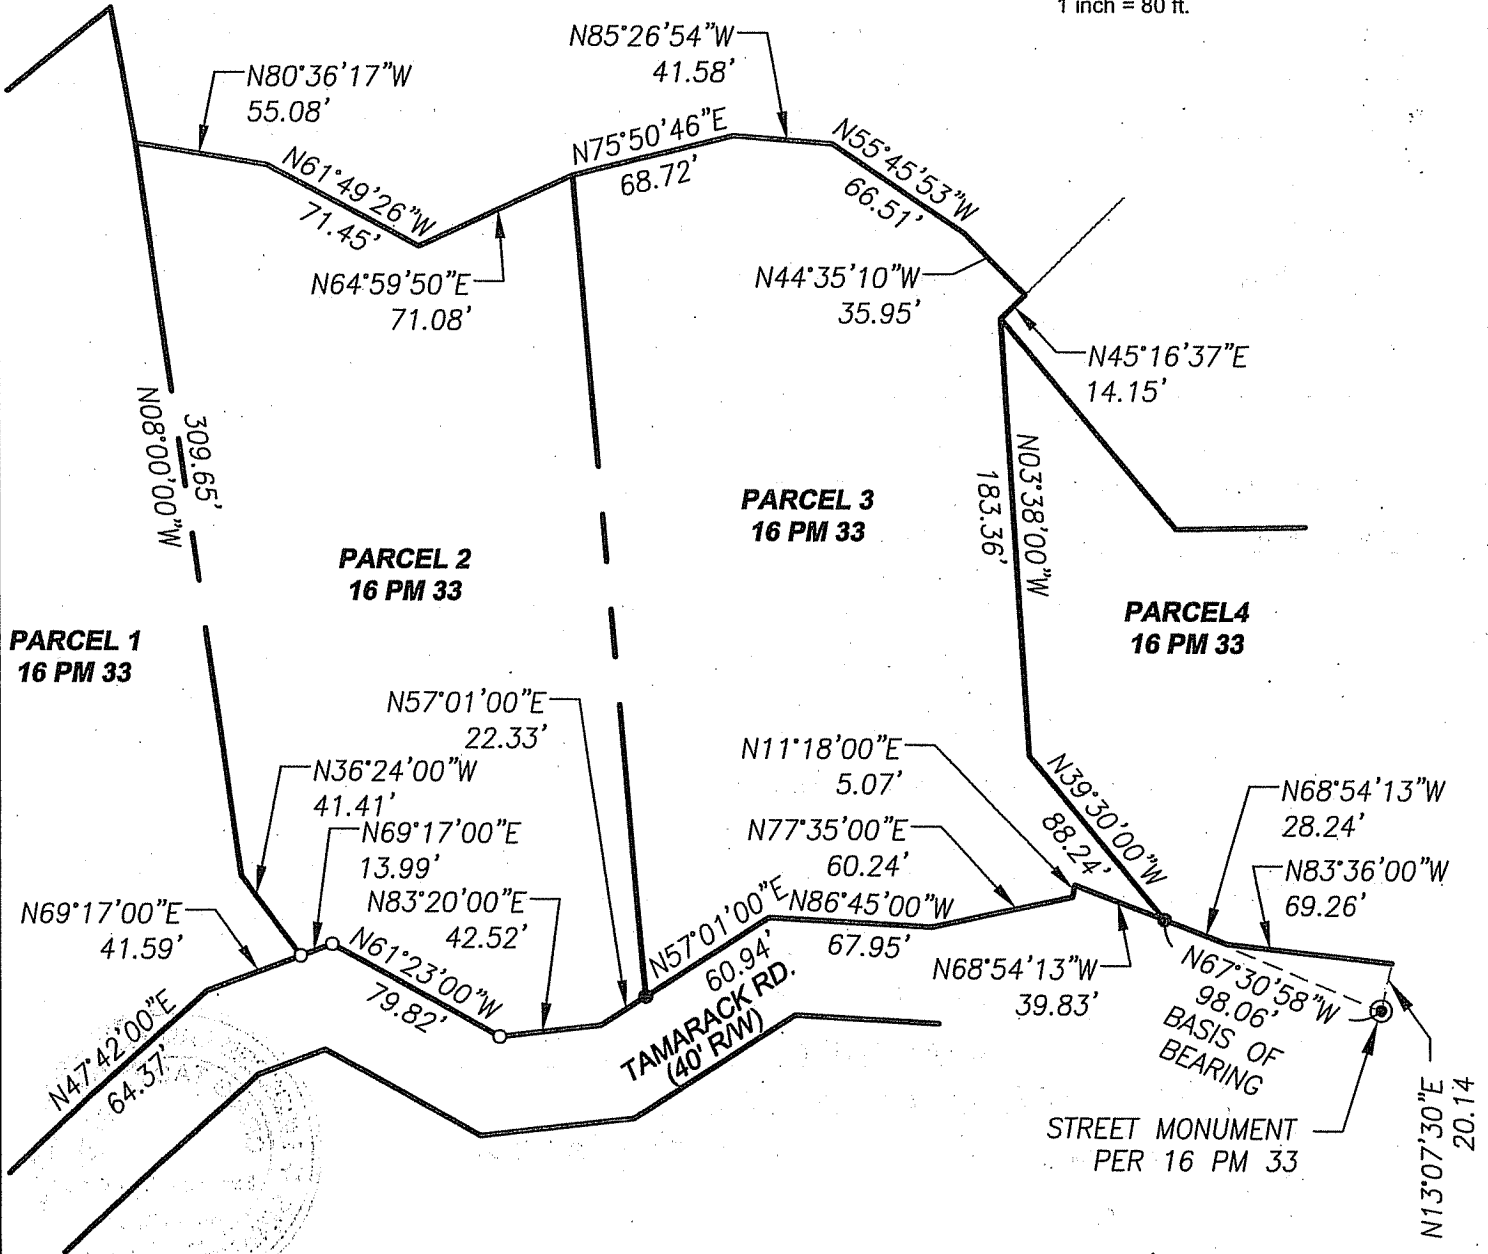 1 inch = 80 ft.
N85°26'54"W
41.58'
N80°36'17"W
55.08'
N75°50'46"E
68.72'
N55°45'53"W
66.51'
N61°49'26"W
71.45'
N64°59'50"E
71.08'
N44°35'10"W
35.95'
N45°16'37"E
14.15'
309.65'
N08°00'00"W
N03°38'00"W
183.36'
PARCEL 3
16 PM 33
PARCEL 2
16 PM 33
PARCEL4
16 PM 33
PARCEL 1
16 PM 33
N57°01'00"E
22.33'
N11°18'00"E
5.07'
N39°30'00"W
88.24'
N36°24'00"W
41.41'
N68°54'13"W
28.24'
N69°17'00"E
13.99'
N77°35'00"E
60.24'
N83°36'00"W
69.26'
N69°17'00"E
41.59'
N83°20'00"E
42.52'
N86°45'00"W
67.95'
N57°01'00"E
60.94'
N61°23'00"W
79.82'
N68°54'13"W
39.83'
N67°30'58"W
98.06'
BASIS OF
BEARING
TAMARACK RD.
(40' R/W)
N47°42'00"E
64.37'
STREET MONUMENT
PER 16 PM 33
N13°07'30"E
20.14